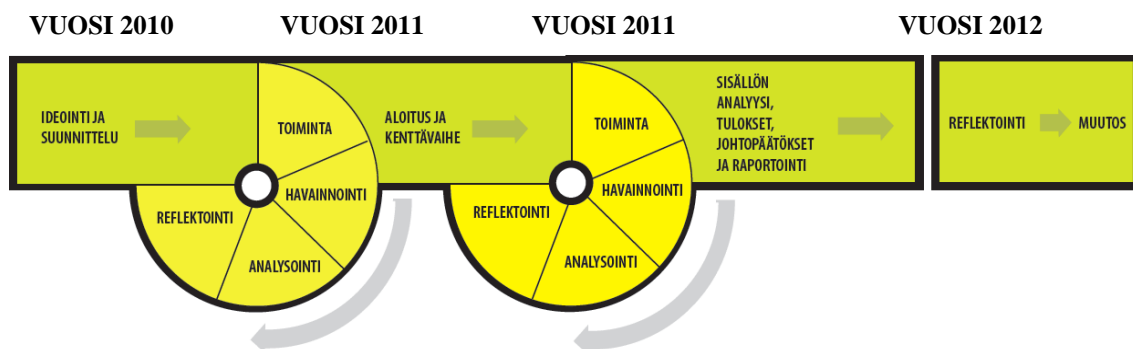 VUOSI 2010
VUOSI 2011
VUOSI 2011
VUOSI 2012
IDEOINTI JA
SUUNNITTELU
TOIMINTA
HAVAINNOINTI
ANALYSOINTI
REFLEKTOINTI
ALOITUS JA
KENTTÄVAIHE
TOIMINTA
HAVAINNOINTI
ANALYSOINTI
REFLEKTOINTI
SISÄLLÖN
ANALYYSI,
TULOKSET,
JOHTOPÄÄTÖKSET
JA RAPORTOINTI
REFLEKTOINTI
MUUTOS